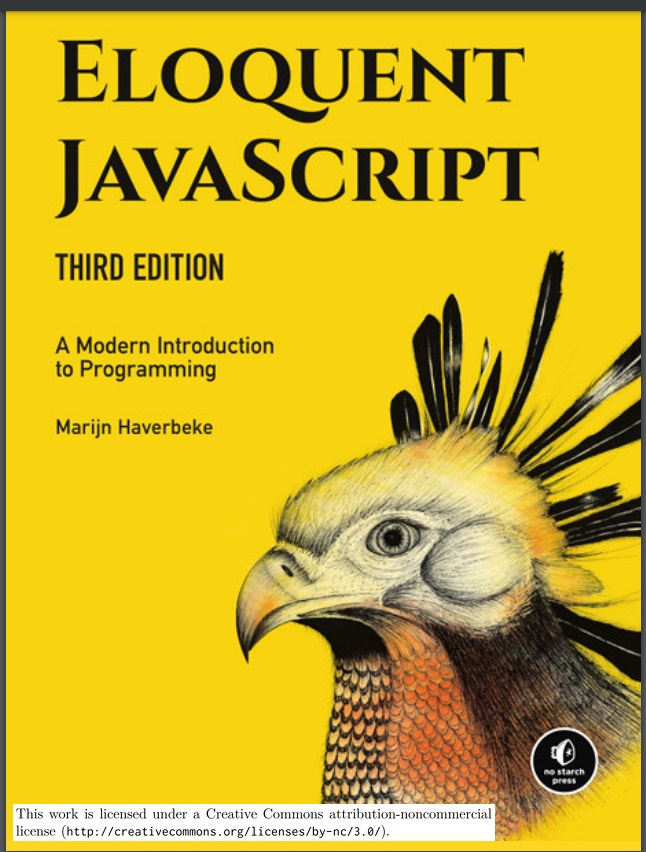 ELOQUENT
JAVASCRIPT
THIRD EDITION
A Modern Introduction
to Programming
Marijn Haverbeke
no starch
press
This work is licensed under a Creative Commons attribution-noncommercial
license (http://creativecommons.org/licenses/by-nc/3.0/).